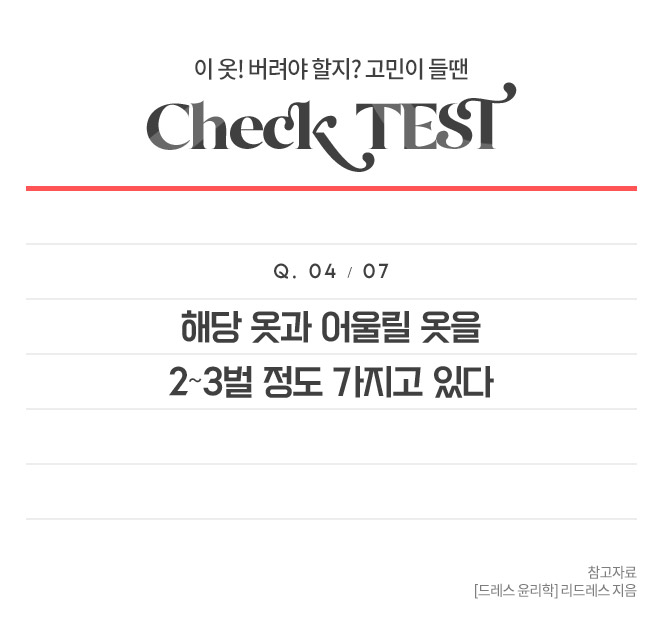 이 옷! 버려야 할지? 고민이 들땐
Check TEST
Q. 04 / 07
해당 옷과 어울릴 옷을
2~3벌 정도 가지고 있다
참고자료
[드레스 윤리학] 리드레스 지음